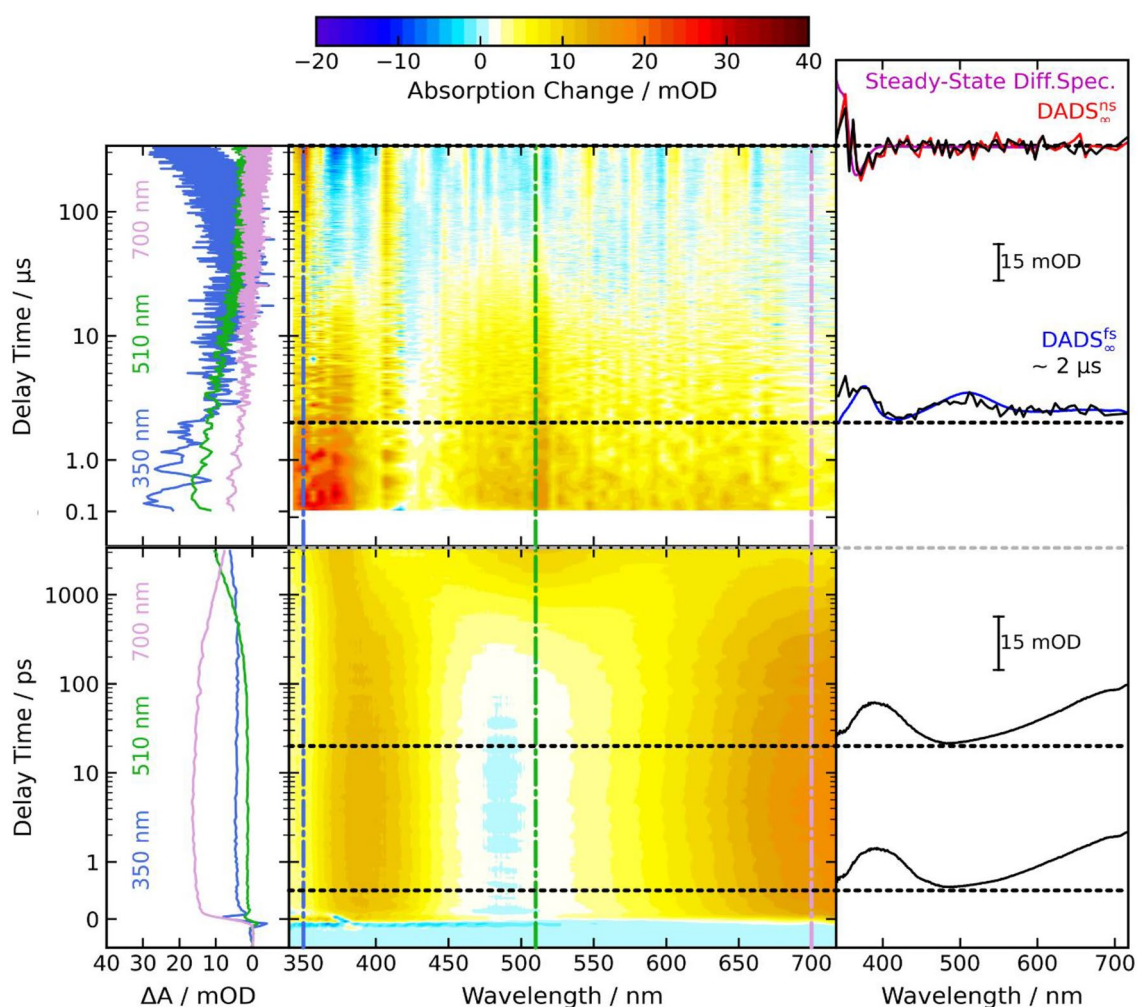 −20 −10 0 10 20 30 40
Absorption Change / mOD
Steady-State Diff.Spec.
DADS∞ns
15 mOD
DADS∞fs
~ 2 µs
Delay Time / µs
100
10
1.0
0.1
700 nm
510 nm
350 nm
Delay Time / ps
1000
100
10
1
0
700 nm
510 nm
350 nm
15 mOD
40 30 20 10 0
350 400 450 500 550 600 650 700
400 500 600 700
ΔA / mOD
Wavelength / nm
Wavelength / nm